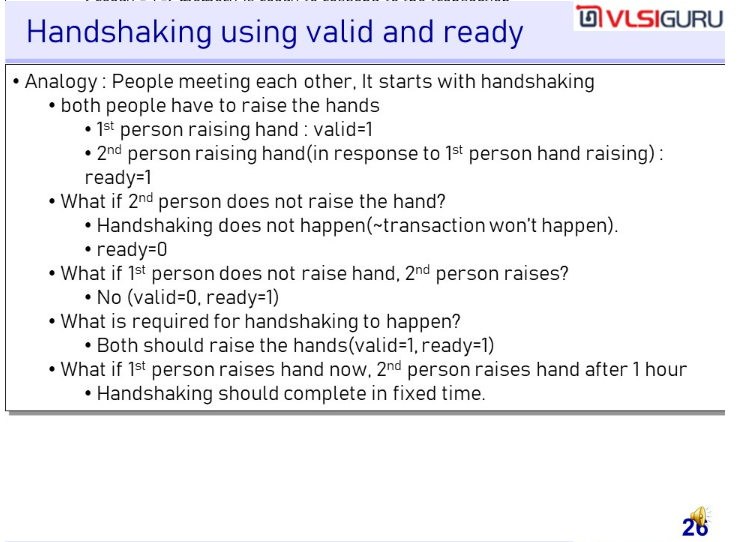 VLSIGURU
Handshaking using valid and ready
• Analogy : People meeting each other, It starts with handshaking
• both people have to raise the hands
• 1st person raising hand : valid=1
• 2nd person raising hand(in response to 1st person hand raising) :
ready=1
• What if 2nd person does not raise the hand?
• Handshaking does not happen(~transaction won't happen).
• ready=0
• What if 1st person does not raise hand, 2nd person raises?
• No (valid=0, ready=1)
• What is required for handshaking to happen?
• Both should raise the hands(valid=1, ready=1)
• What if 1st person raises hand now, 2nd person raises hand after 1 hour
• Handshaking should complete in fixed time.
26